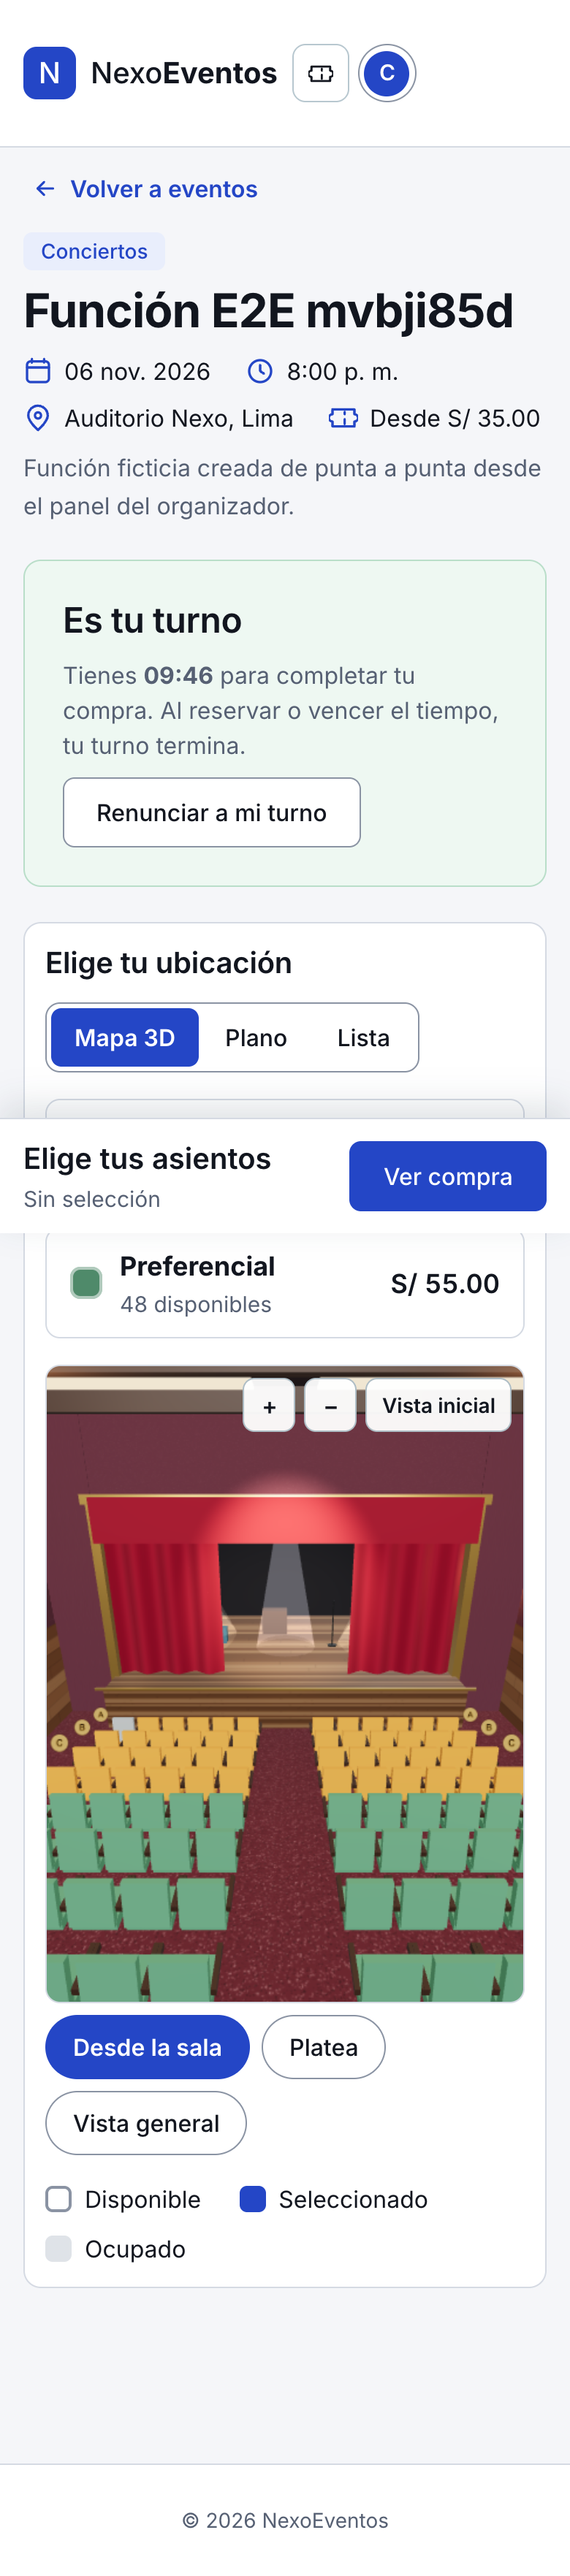 N NexoEventos C
Volver a eventos
Conciertos
Función E2E mvbji85d
06 nov. 2026 8:00 p. m.
Auditorio Nexo, Lima Desde S/ 35.00
Función ficticia creada de punta a punta desde
el panel del organizador.
Es tu turno
Tienes 09:46 para completar tu
compra. Al reservar o vencer el tiempo,
tu turno termina.
Renunciar a mi turno
Elige tu ubicación
Mapa 3D Plano Lista
Elige tus asientos
Sin selección
Ver compra
Preferencial
48 disponibles
S/ 55.00
+ − Vista inicial
A A
B B
C C
Desde la sala Platea
Vista general
Disponible Seleccionado
Ocupado
© 2026 NexoEventos